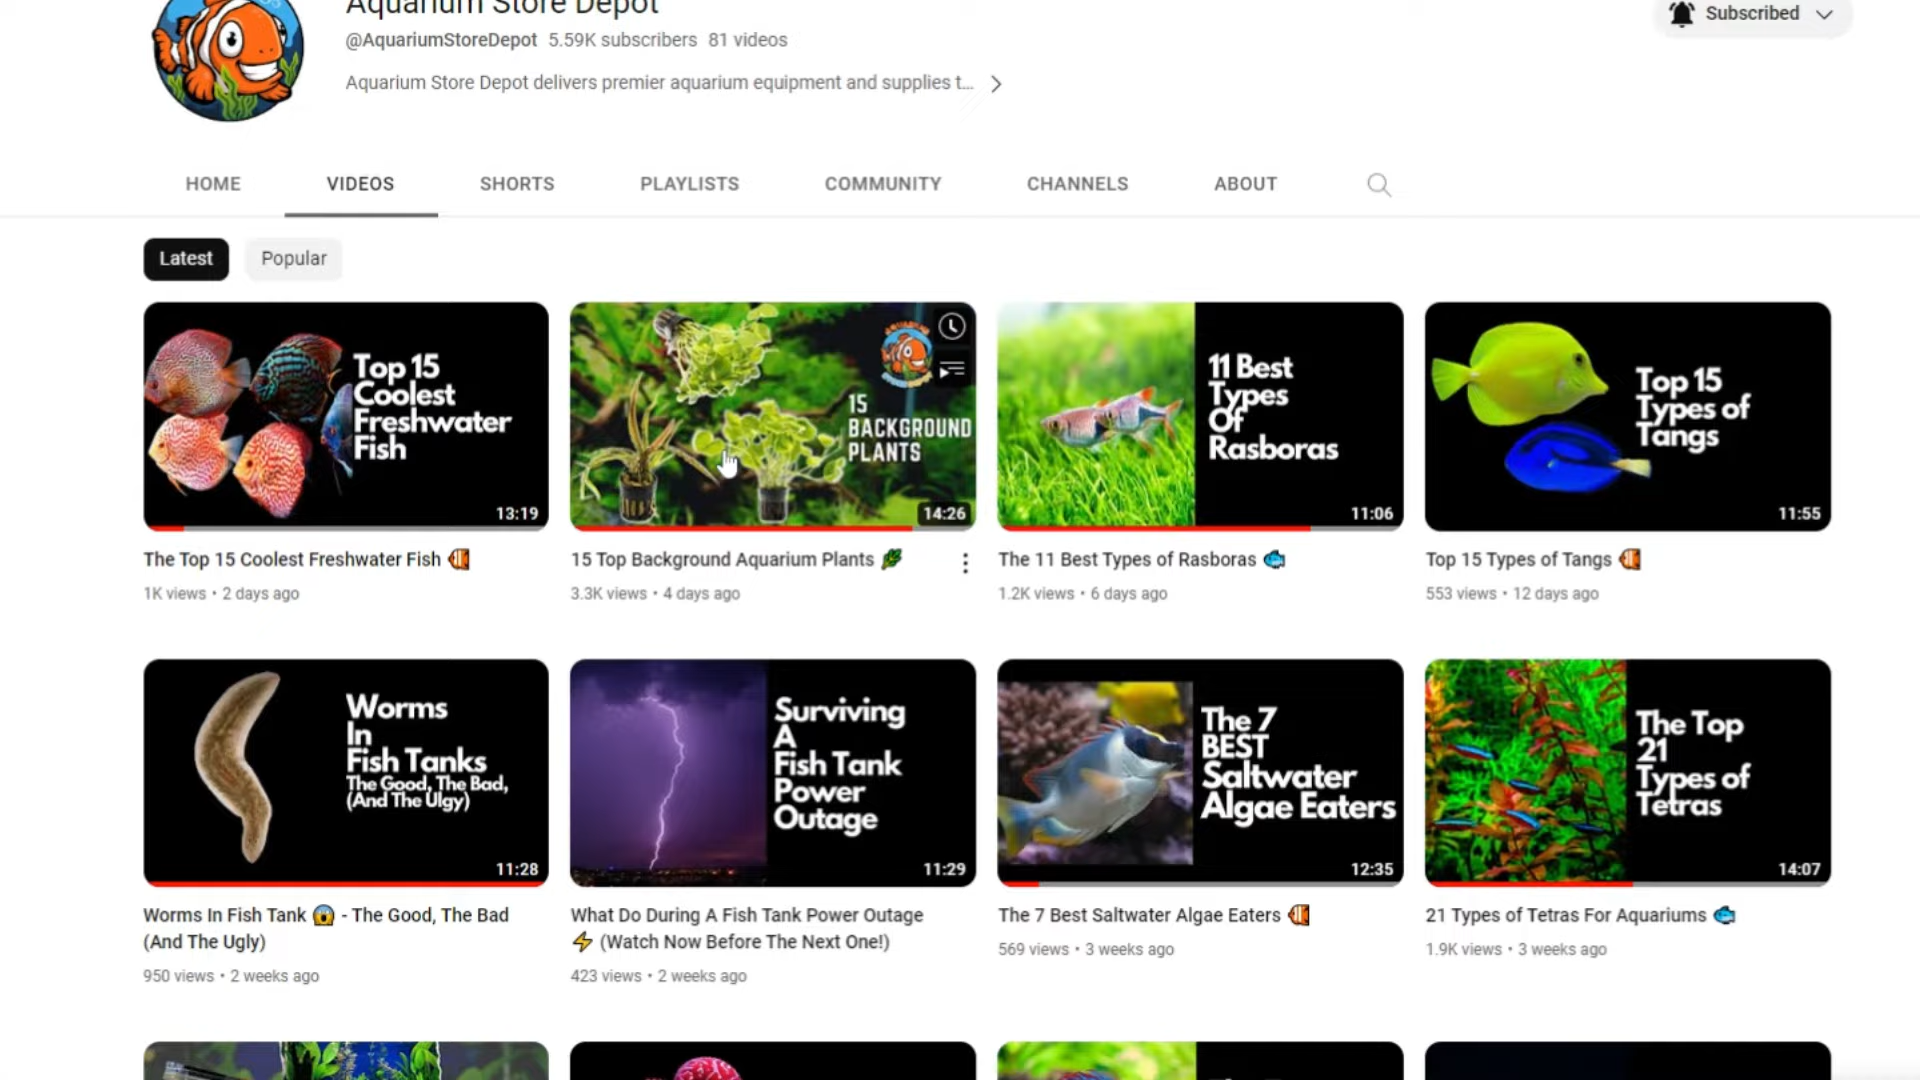 Aquarium Store Depot
@AquariumStoreDepot 5.59K subscribers 81 videos
Aquarium Store Depot delivers premier aquarium equipment and supplies t...
Subscribed
HOME VIDEOS SHORTS PLAYLISTS COMMUNITY CHANNELS ABOUT
Latest Popular
Top 15
Coolest
Freshwater
Fish
13:19
15
BACKGROUND
PLANTS
14:26
11 Best
Types
Of
Rasboras
11:06
Top 15
Types of
Tangs
11:55
The Top 15 Coolest Freshwater Fish 🐠
1K views • 2 days ago
15 Top Background Aquarium Plants 🌿
3.3K views • 4 days ago
The 11 Best Types of Rasboras 🐟
1.2K views • 6 days ago
Top 15 Types of Tangs 🐠
553 views • 12 days ago
Worms
In
Fish Tanks
The Good, The Bad,
(And The Ulgy)
11:28
Surviving
A
Fish Tank
Power
Outage
11:29
The 7
BEST
Saltwater
Algae Eaters
12:35
The Top
21
Types of
Tetras
14:07
Worms In Fish Tank 😱 - The Good, The Bad
(And The Ugly)
950 views • 2 weeks ago
What Do During A Fish Tank Power Outage
⚡ (Watch Now Before The Next One!)
423 views • 2 weeks ago
The 7 Best Saltwater Algae Eaters 🐠
569 views • 3 weeks ago
21 Types of Tetras For Aquariums 🐟
1.9K views • 3 weeks ago